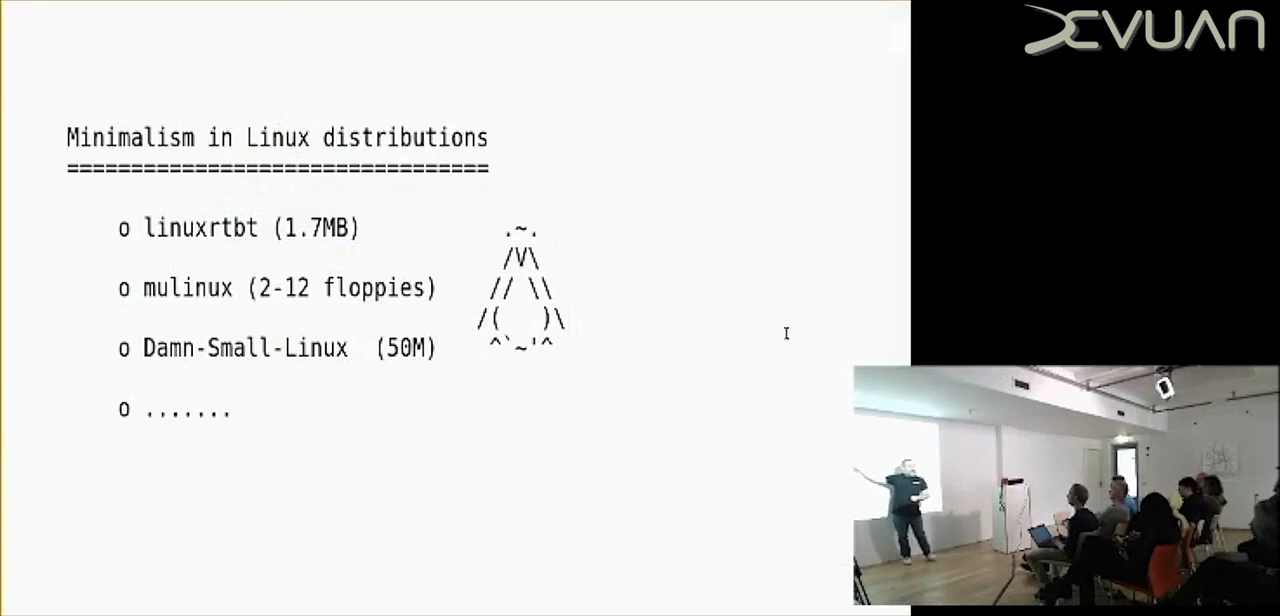 DEVUAN
Minimalism in Linux distributions
=================================
o linuxrtbt (1.7MB)
o mulinux (2-12 floppies)
o Damn-Small-Linux (50M)
o .......
.~.
/V\
// \\
/( )\
^`~'^